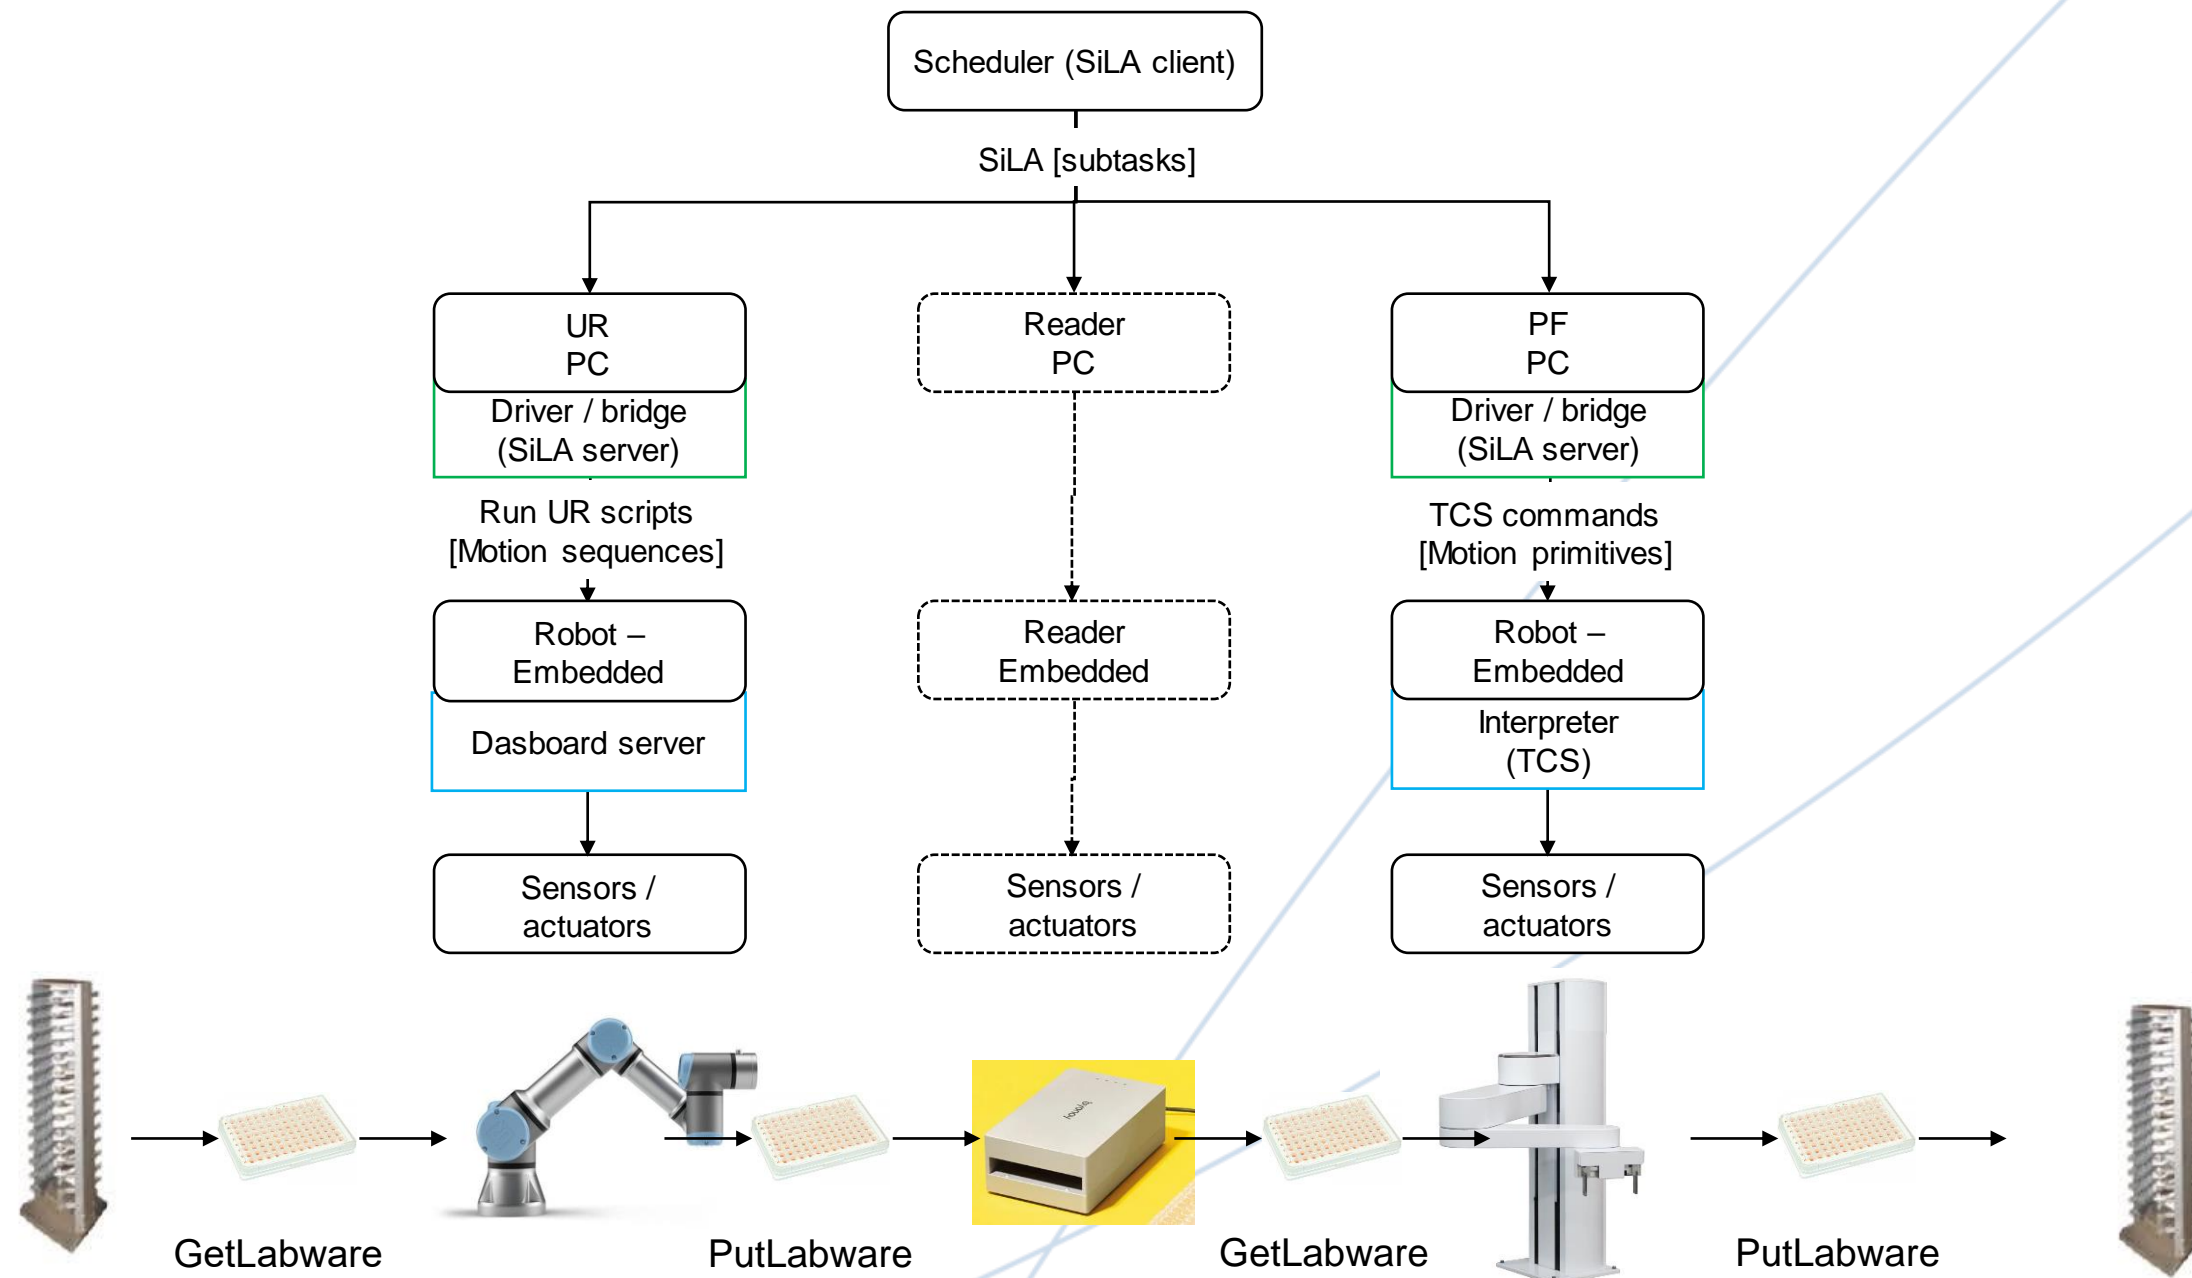 Scheduler (SiLA client)
SiLA [subtasks]
UR
PC
Driver / bridge
(SiLA server)
Run UR scripts
[Motion sequences]
Robot –
Embedded
Dasboard server
Sensors /
actuators
Reader
PC
Reader
Embedded
Sensors /
actuators
PF
PC
Driver / bridge
(SiLA server)
TCS commands
[Motion primitives]
Robot –
Embedded
Interpreter
(TCS)
Sensors /
actuators
GetLabware
PutLabware
GetLabware
PutLabware